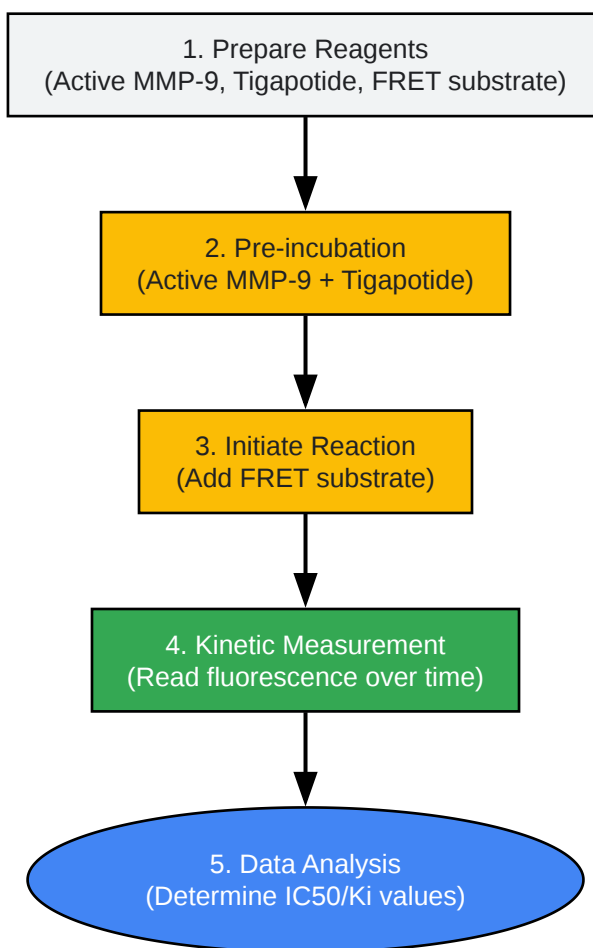 1. Prepare Reagents
(Active MMP-9, Tigapotide, FRET substrate)
2. Pre-incubation
(Active MMP-9 + Tigapotide)
3. Initiate Reaction
(Add FRET substrate)
4. Kinetic Measurement
(Read fluorescence over time)
5. Data Analysis
(Determine IC50/Ki values)